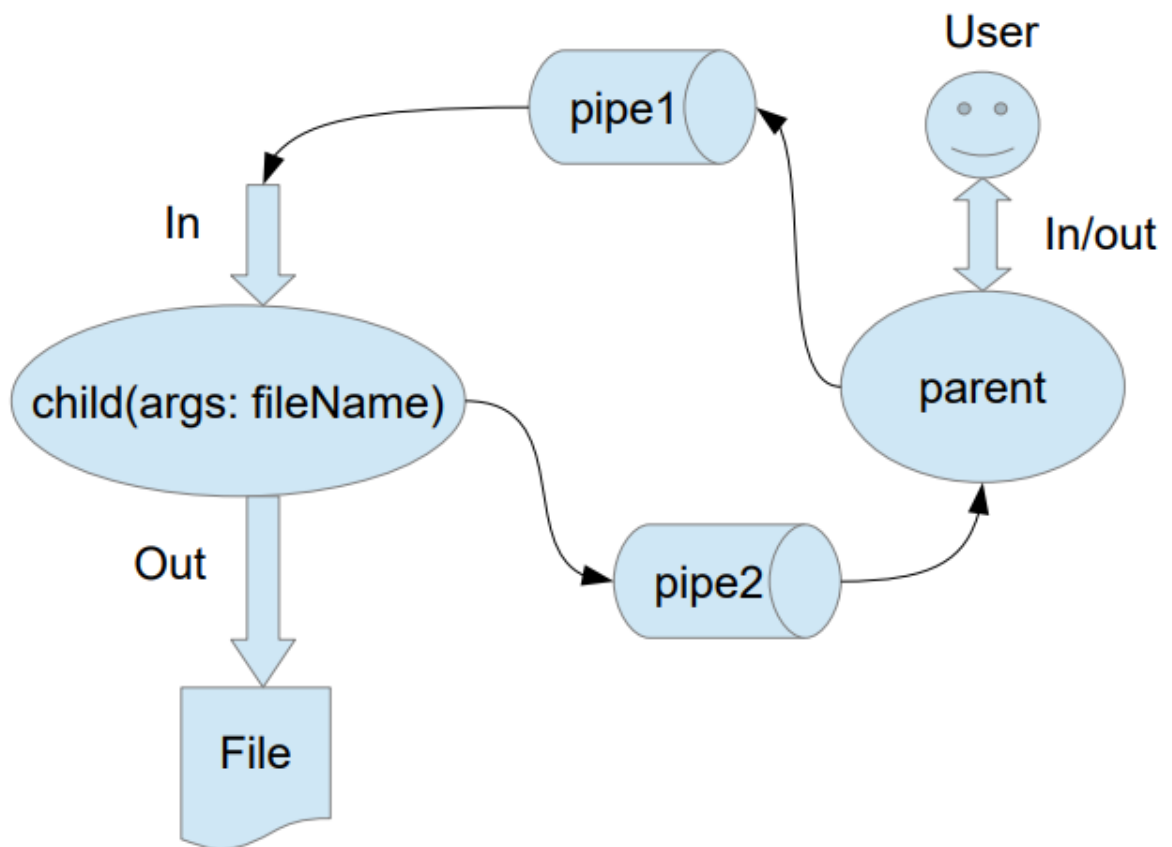 User
pipe1
In
In/out
child(args: fileName)
parent
Out
pipe2
File